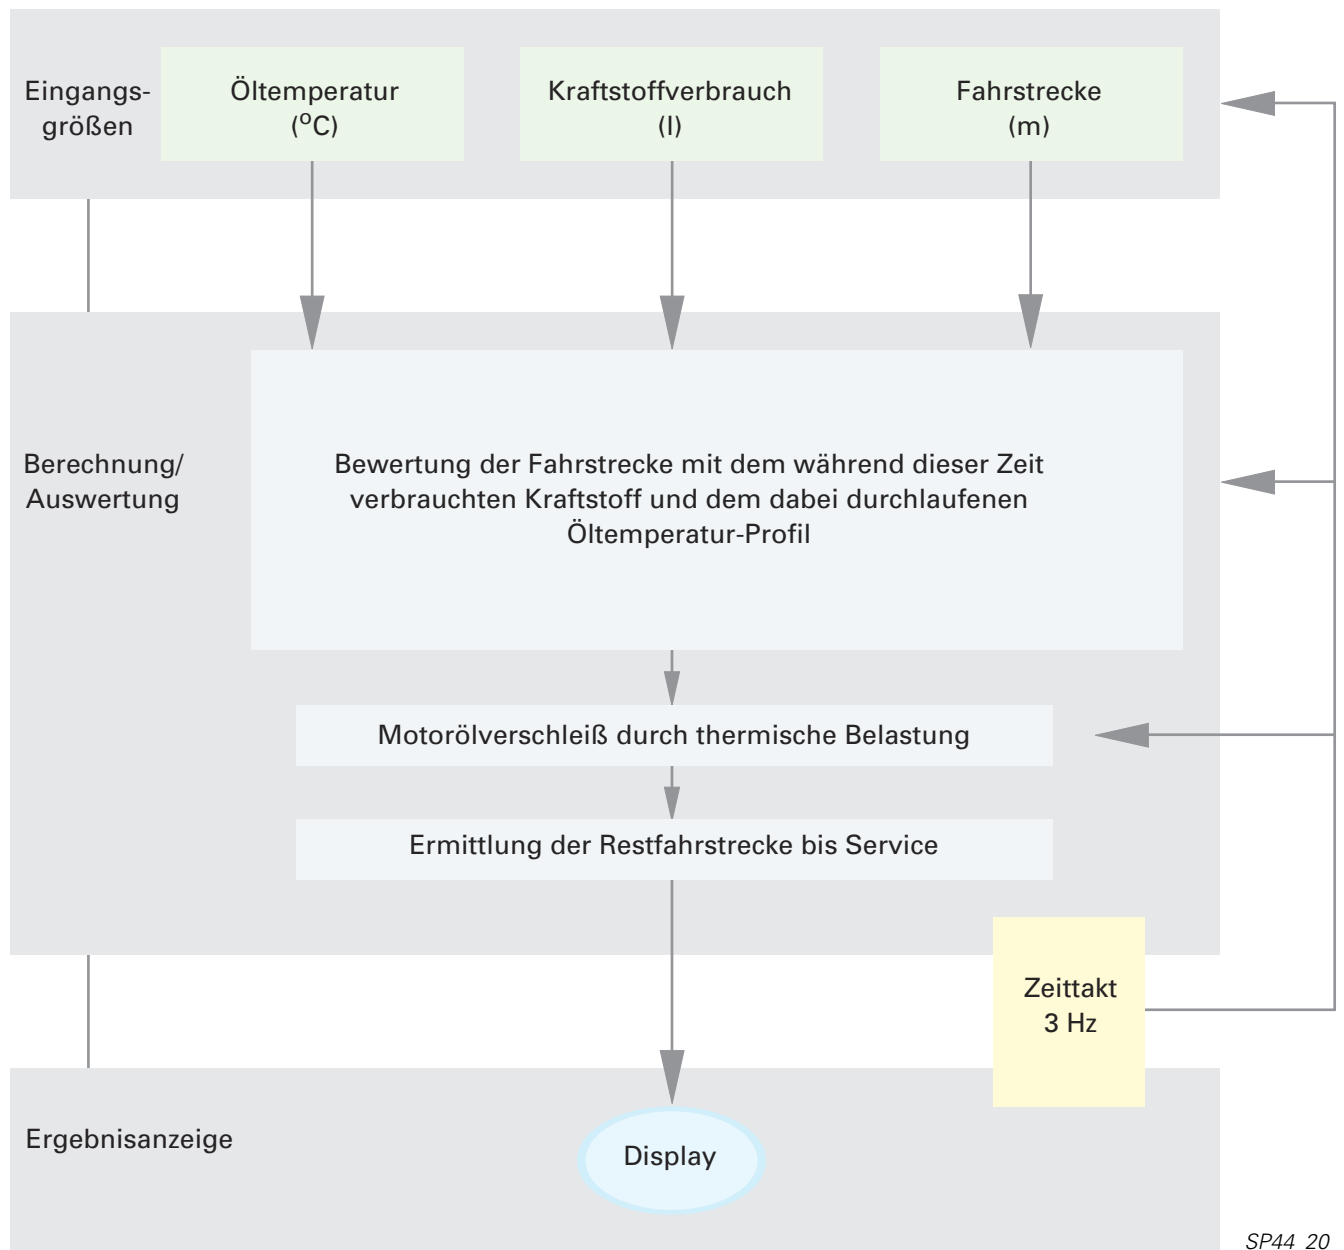 Eingangs-
größen
Öltemperatur
(°C)
Kraftstoffverbrauch
(l)
Fahrstrecke
(m)
Berechnung/
Auswertung
Bewertung der Fahrstrecke mit dem während dieser Zeit
verbrauchten Kraftstoff und dem dabei durchlaufenen
Öltemperatur-Profil
Motorölverschleiß durch thermische Belastung
Ermittlung der Restfahrstrecke bis Service
Zeittakt
3 Hz
Ergebnisanzeige
Display
SP44_20